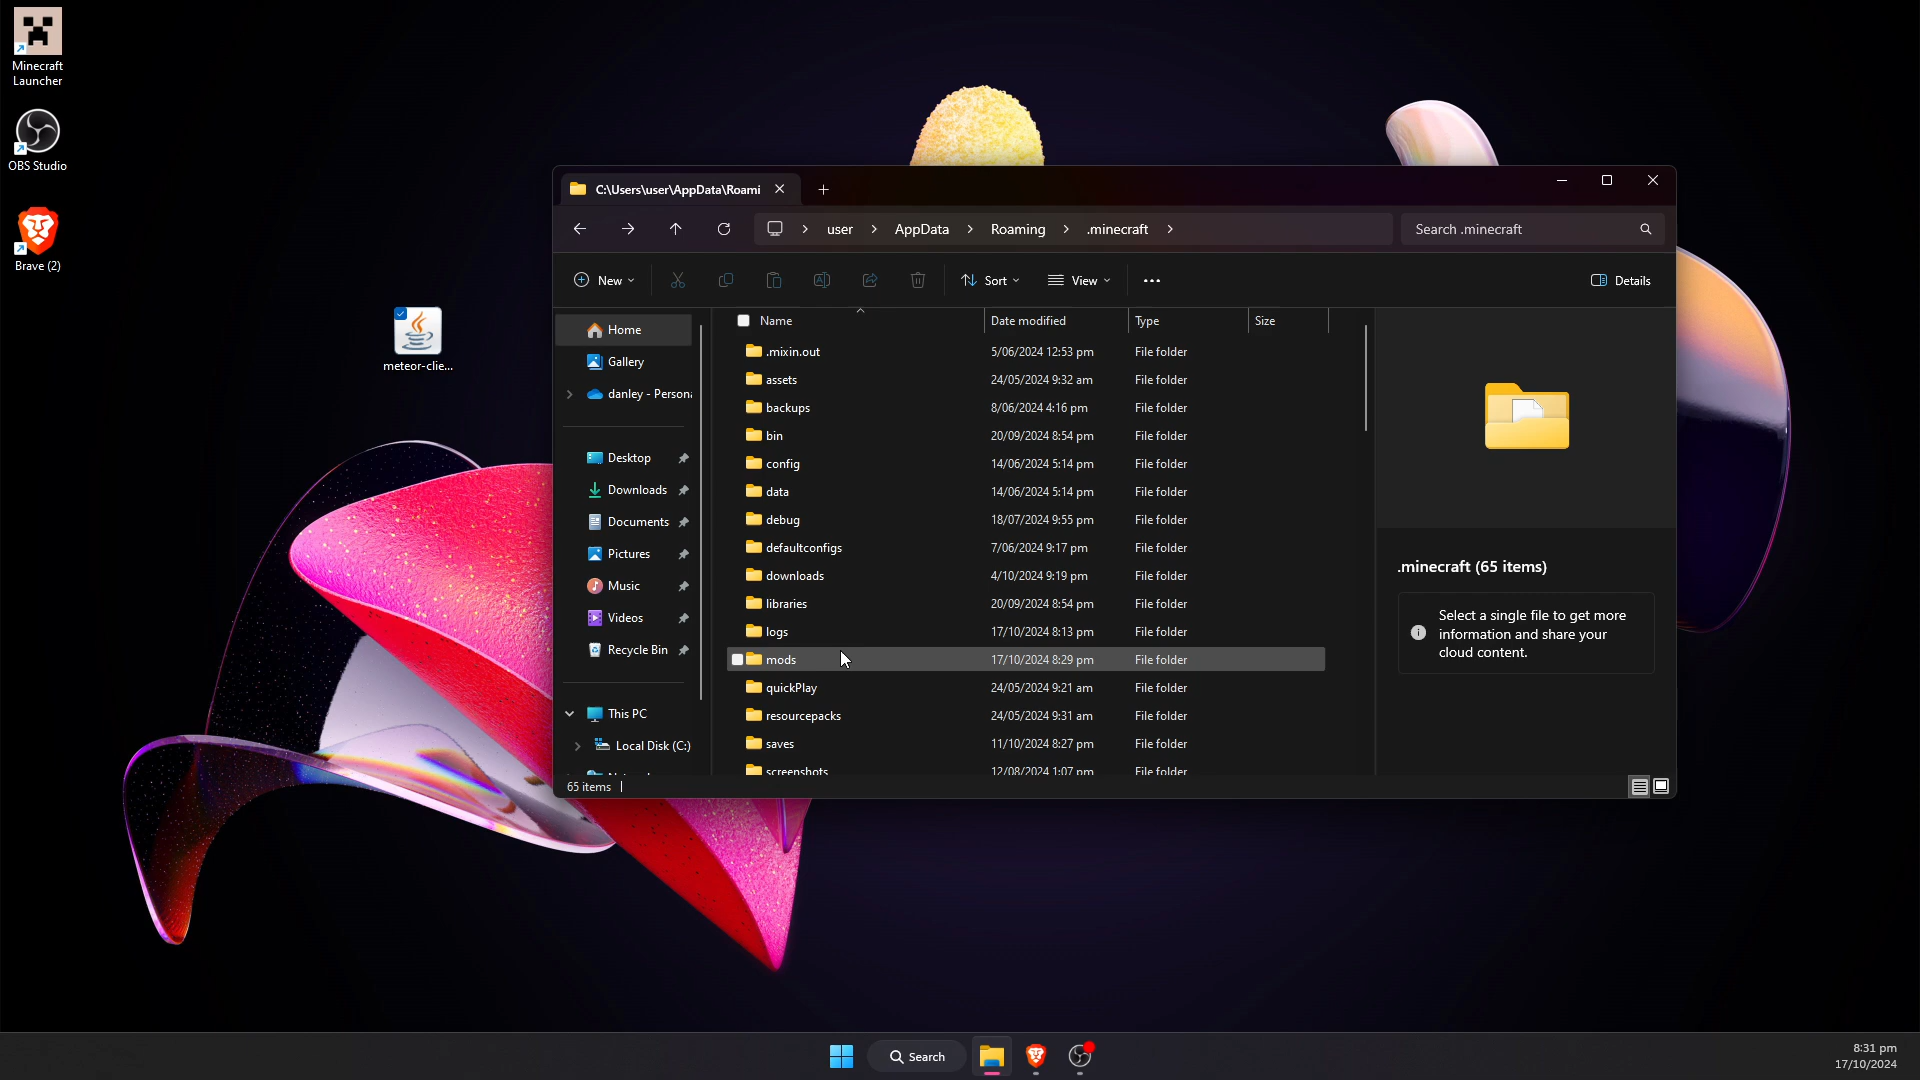 Minecraft
Launcher
OBS Studio
Brave (2)
meteor-clie...
C:\Users\user\AppData\Roami
user > AppData > Roaming > .minecraft >
Search .minecraft
New
Sort
View
Details
Home
Gallery
danley - Persona
Desktop
Downloads
Documents
Pictures
Music
Videos
Recycle Bin
This PC
Local Disk (C:)
Name Date modified Type Size
.mixin.out 5/06/2024 12:53 pm File folder
assets 24/05/2024 9:32 am File folder
backups 8/06/2024 4:16 pm File folder
bin 20/09/2024 8:54 pm File folder
config 14/06/2024 5:14 pm File folder
data 14/06/2024 5:14 pm File folder
debug 18/07/2024 9:55 pm File folder
defaultconfigs 7/06/2024 9:17 pm File folder
downloads 4/10/2024 9:19 pm File folder
libraries 20/09/2024 8:54 pm File folder
logs 17/10/2024 8:13 pm File folder
mods 17/10/2024 8:29 pm File folder
quickPlay 24/05/2024 9:21 am File folder
resourcepacks 24/05/2024 9:31 am File folder
saves 11/10/2024 8:27 pm File folder
screenshots 12/08/2024 1:07 pm File folder
.minecraft (65 items)
Select a single file to get more
information and share your
cloud content.
65 items
Search
8:31 pm
17/10/2024